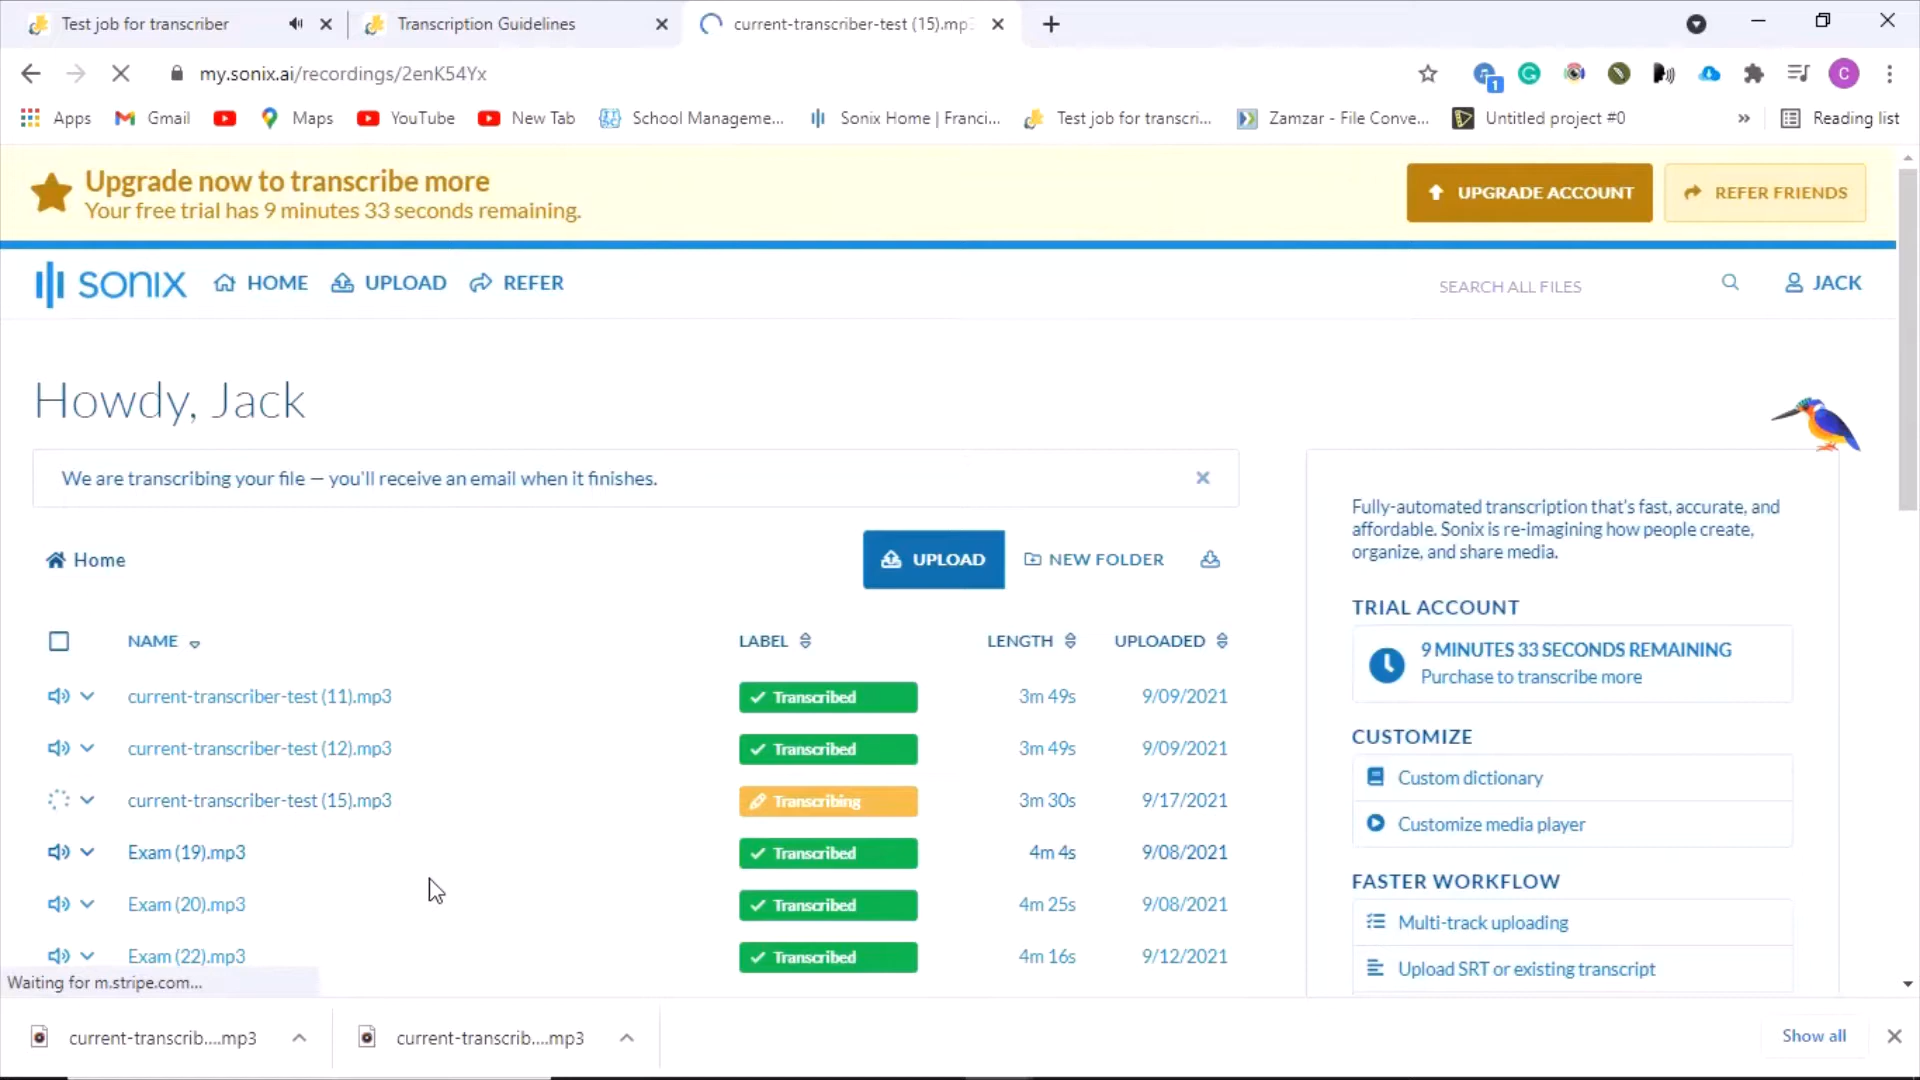 Test job for transcriber
Transcription Guidelines
current-transcriber-test (15).mp3
my.sonix.ai/recordings/2enK54Yx
1
C
Apps
Gmail
Maps
YouTube
New Tab
School Manageme...
Sonix Home | Franci...
Test job for transcri...
Zamzar - File Conve...
Untitled project #0
»
Reading list
Upgrade now to transcribe more
Your free trial has 9 minutes 33 seconds remaining.
UPGRADE ACCOUNT
REFER FRIENDS
sonix
HOME
UPLOAD
REFER
SEARCH ALL FILES
JACK
Howdy, Jack
We are transcribing your file — you'll receive an email when it finishes.
Home
UPLOAD
NEW FOLDER
NAME LABEL LENGTH UPLOADED
current-transcriber-test (11).mp3 Transcribed 3m 49s 9/09/2021
current-transcriber-test (12).mp3 Transcribed 3m 49s 9/09/2021
current-transcriber-test (15).mp3 Transcribing 3m 30s 9/17/2021
Exam (19).mp3 Transcribed 4m 4s 9/08/2021
Exam (20).mp3 Transcribed 4m 25s 9/08/2021
Exam (22).mp3 Transcribed 4m 16s 9/12/2021
Fully-automated transcription that's fast, accurate, and
affordable. Sonix is re-imagining how people create,
organize, and share media.
TRIAL ACCOUNT
9 MINUTES 33 SECONDS REMAINING
Purchase to transcribe more
CUSTOMIZE
Custom dictionary
Customize media player
FASTER WORKFLOW
Multi-track uploading
Upload SRT or existing transcript
Waiting for m.stripe.com...
current-transcrib....mp3
current-transcrib....mp3
Show all